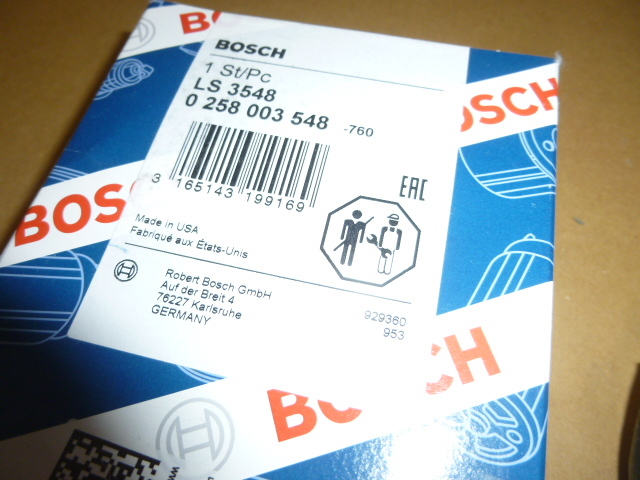 BOSCH
1 St/Pc
LS 3548
0 258 003 548 -760
3 165143 199169
EAC
Made in USA
Fabriqué aux États-Unis
Robert Bosch GmbH
Auf der Breit 4
76227 Karlsruhe
GERMANY
929360
953
BOSCH
BOSCH
BOSCH